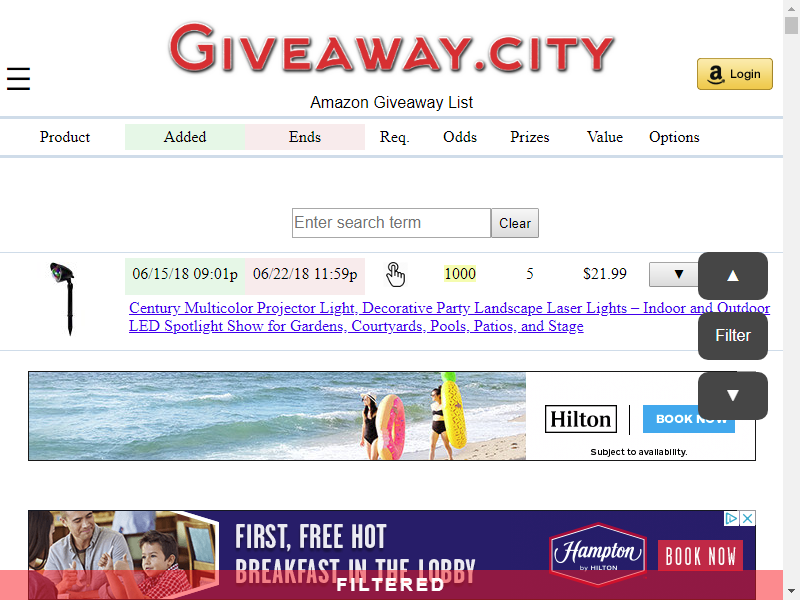 Giveaway.city
Login
Amazon Giveaway List
Product Added Ends Req. Odds Prizes Value Options
Enter search term Clear
06/15/18 09:01p 06/22/18 11:59p 1000 5 $21.99 ▼ ▲
Century Multicolor Projector Light, Decorative Party Landscape Laser Lights – Indoor and Outdoor
LED Spotlight Show for Gardens, Courtyards, Pools, Patios, and Stage
Filter
▼
Hilton BOOK NOW
Subject to availability.
FIRST, FREE HOT
BREAKFAST IN THE LOBBY
Hampton
by HILTON
BOOK NOW
FILTERED